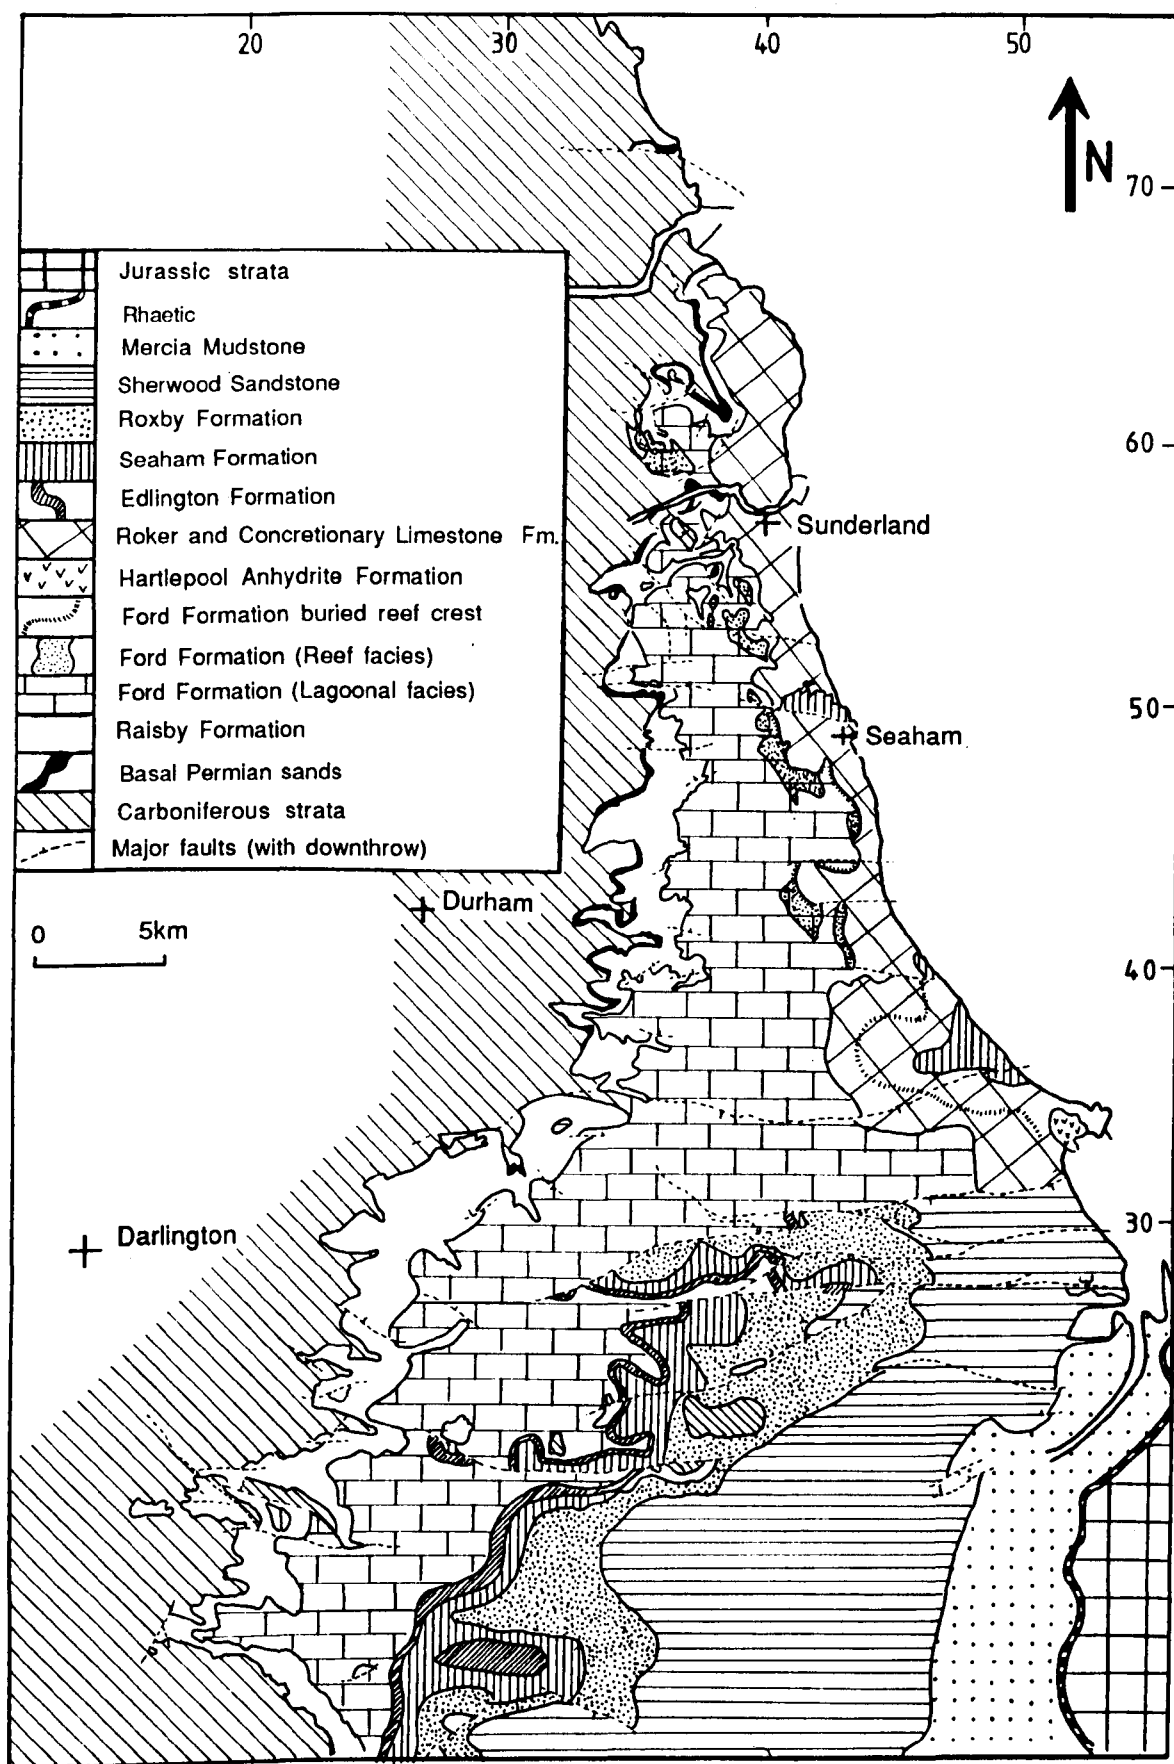 20 30 40 50
N
70
Jurassic strata
Rhaetic
Mercia Mudstone
Sherwood Sandstone
Roxby Formation
Seaham Formation
60
Edlington Formation
Roker and Concretionary Limestone Fm.
Sunderland
Hartlepool Anhydrite Formation
Ford Formation buried reef crest
Ford Formation (Reef facies)
Ford Formation (Lagoonal facies)
50
Raisby Formation
Seaham
Basal Permian sands
Carboniferous strata
Major faults (with downthrow)
Durham
0 5km
40
30
Darlington